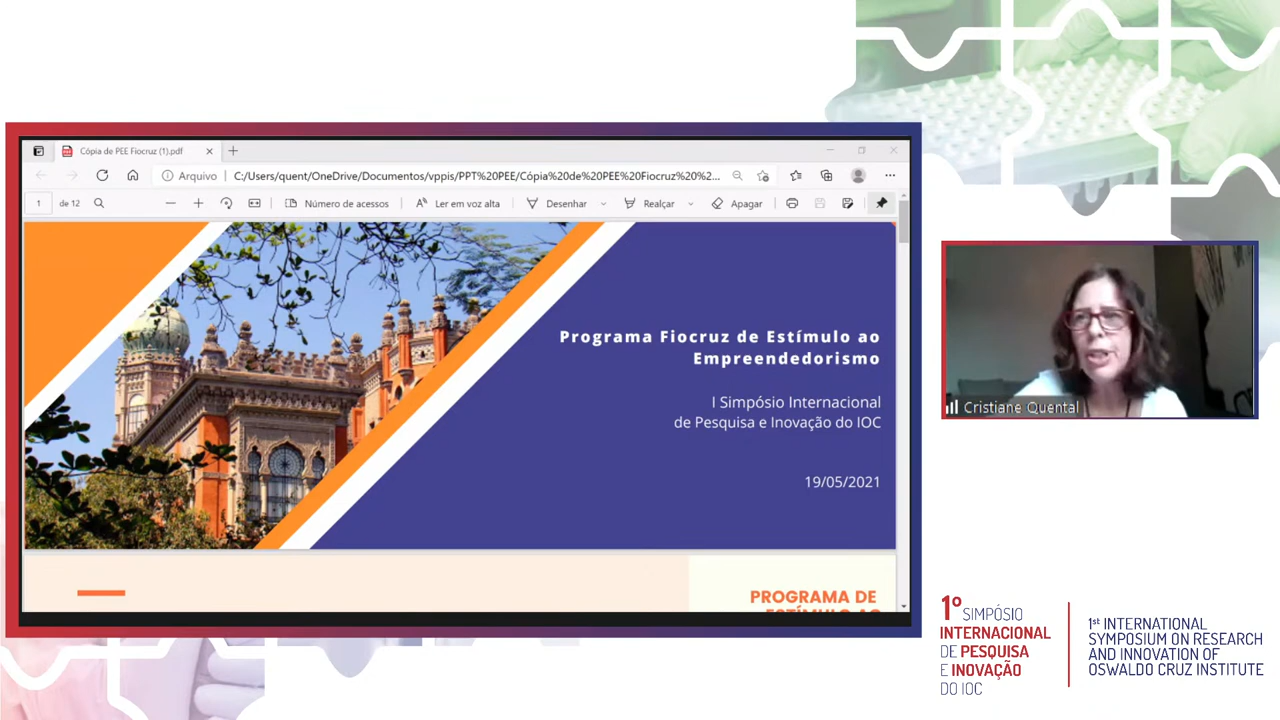 Cópia de PEE Fiocruz (1).pdf
Arquivo
C:/Users/quent/OneDrive/Documentos/vppis/PPT%20PEE/Cópia%20de%20PEE%20Fiocruz%20%2...
1
de 12
Número de acessos
Ler em voz alta
Desenhar
Realçar
Apagar
Programa Fiocruz de Estímulo ao
Empreendedorismo
I Simpósio Internacional
de Pesquisa e Inovação do IOC
19/05/2021
PROGRAMA DE
ESTÍMULO AO
Cristiane Quental
1º SIMPÓSIO
INTERNACIONAL
DE PESQUISA
E INOVAÇÃO
DO IOC
1st INTERNATIONAL
SYMPOSIUM ON RESEARCH
AND INNOVATION OF
OSWALDO CRUZ INSTITUTE